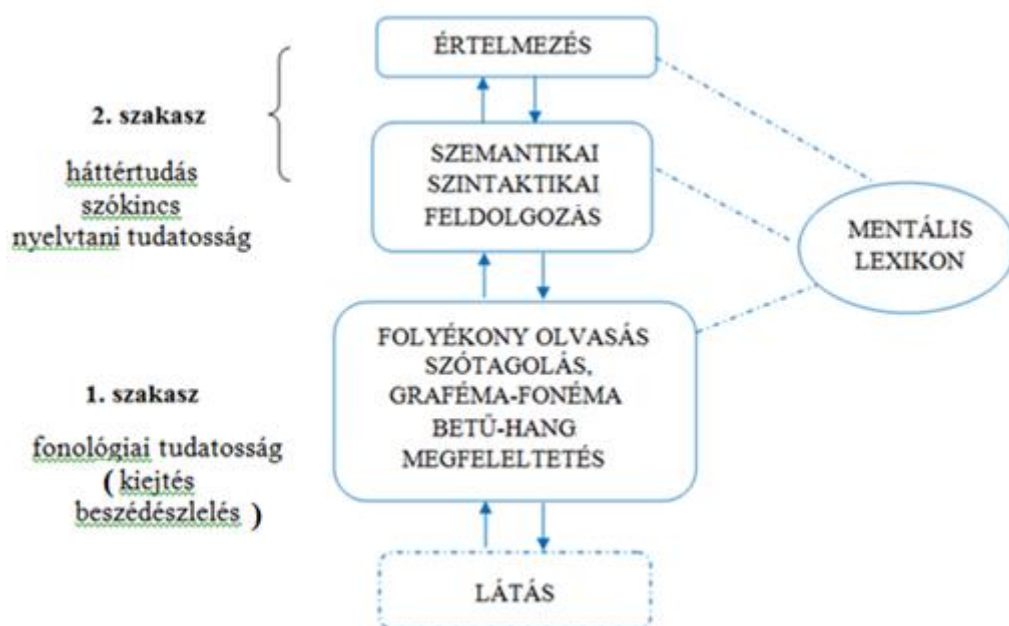 ÉRTELMEZÉS
2. szakasz
háttértudás
szókincs
nyelvtani tudatosság
SZEMANTIKAI
SZINTAKTIKAI
FELDOLGOZÁS
MENTÁLIS
LEXIKON
FOLYÉKONY OLVASÁS
SZÓTAGOLÁS,
GRAFÉMA-FONÉMA
BETŰ-HANG
MEGFELELTETÉS
1. szakasz
fonológiai tudatosság
( kiejtés
beszédészlelés )
LÁTÁS